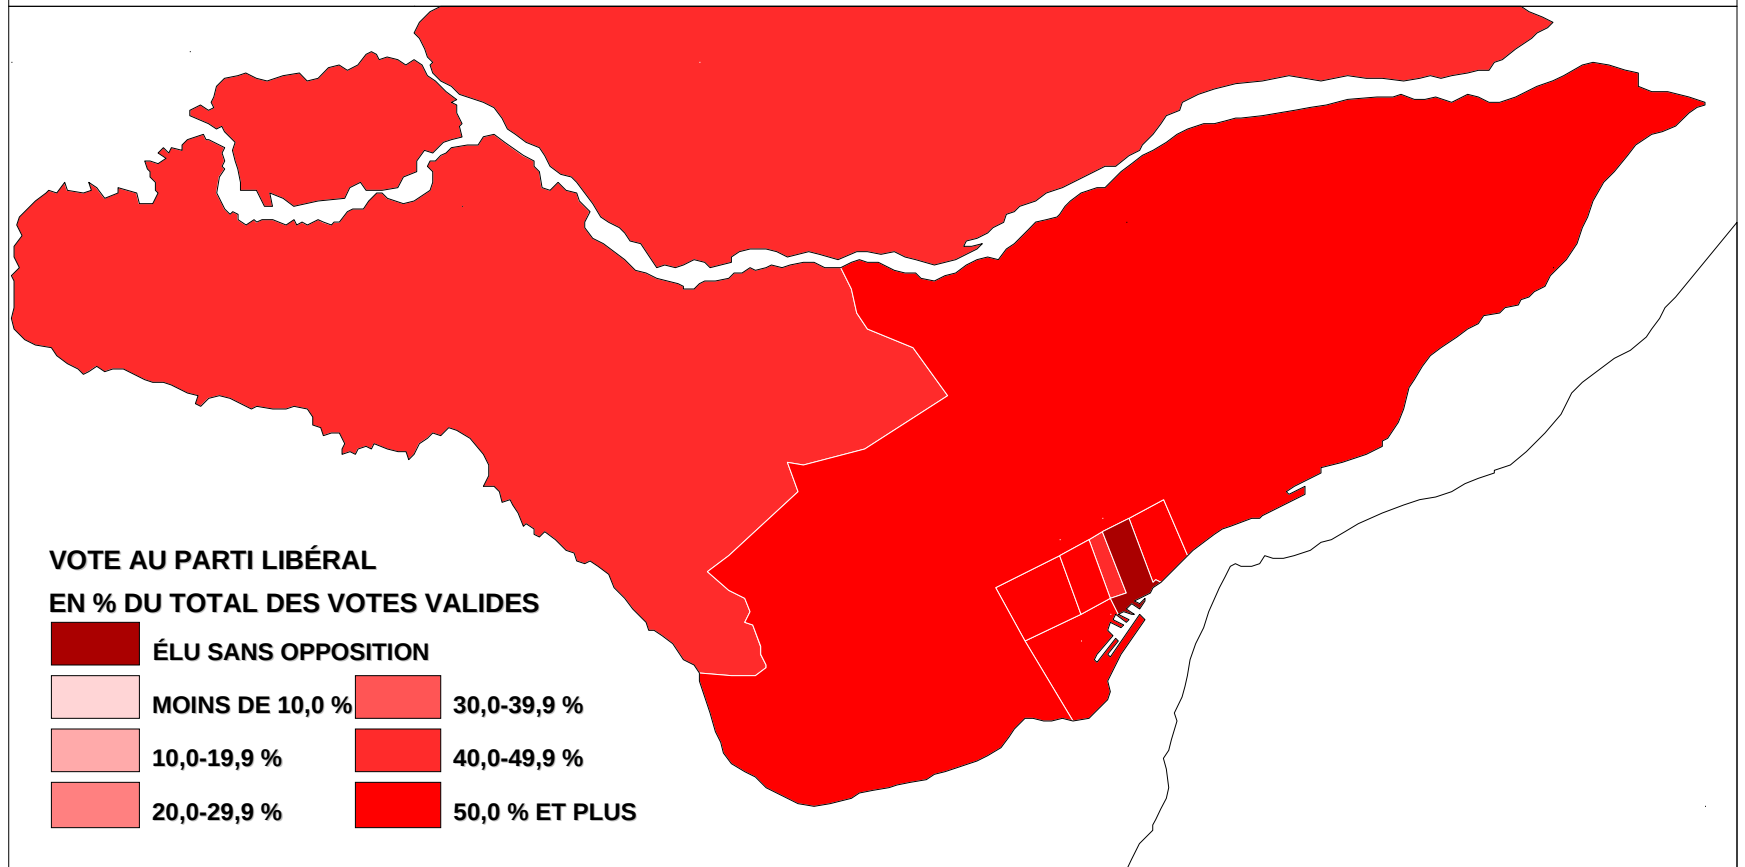 VOTE AU PARTI LIBÉRAL
EN % DU TOTAL DES VOTES VALIDES
ÉLU SANS OPPOSITION
MOINS DE 10,0 %
10,0-19,9 %
20,0-29,9 %
30,0-39,9 %
40,0-49,9 %
50,0 % ET PLUS